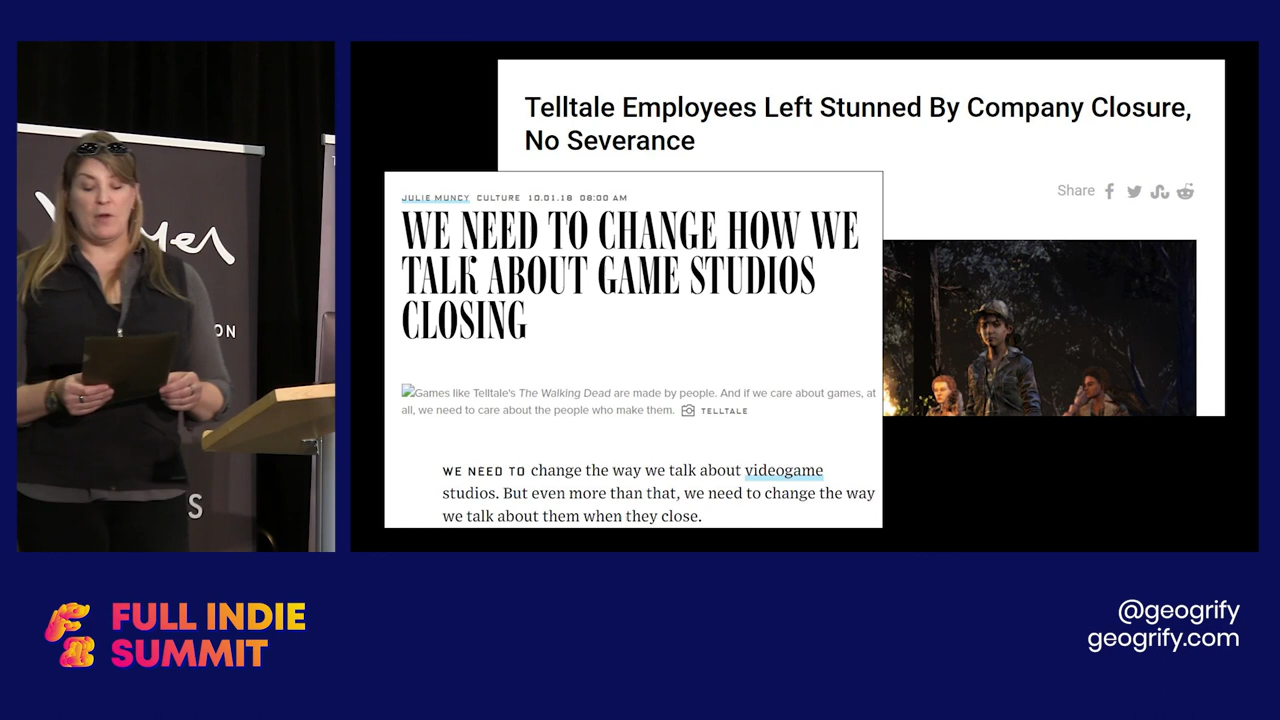 Telltale Employees Left Stunned By Company Closure,
No Severance
Share
JULIE MUNCY CULTURE 10.01.18 08:00 AM
WE NEED TO CHANGE HOW WE
TALK ABOUT GAME STUDIOS
CLOSING
Games like Telltale's The Walking Dead are made by people. And if we care about games, at
all, we need to care about the people who make them. TELLTALE
WE NEED TO change the way we talk about videogame
studios. But even more than that, we need to change the way
we talk about them when they close.
ON
S
FULL INDIE
SUMMIT
@geogrify
geogrify.com